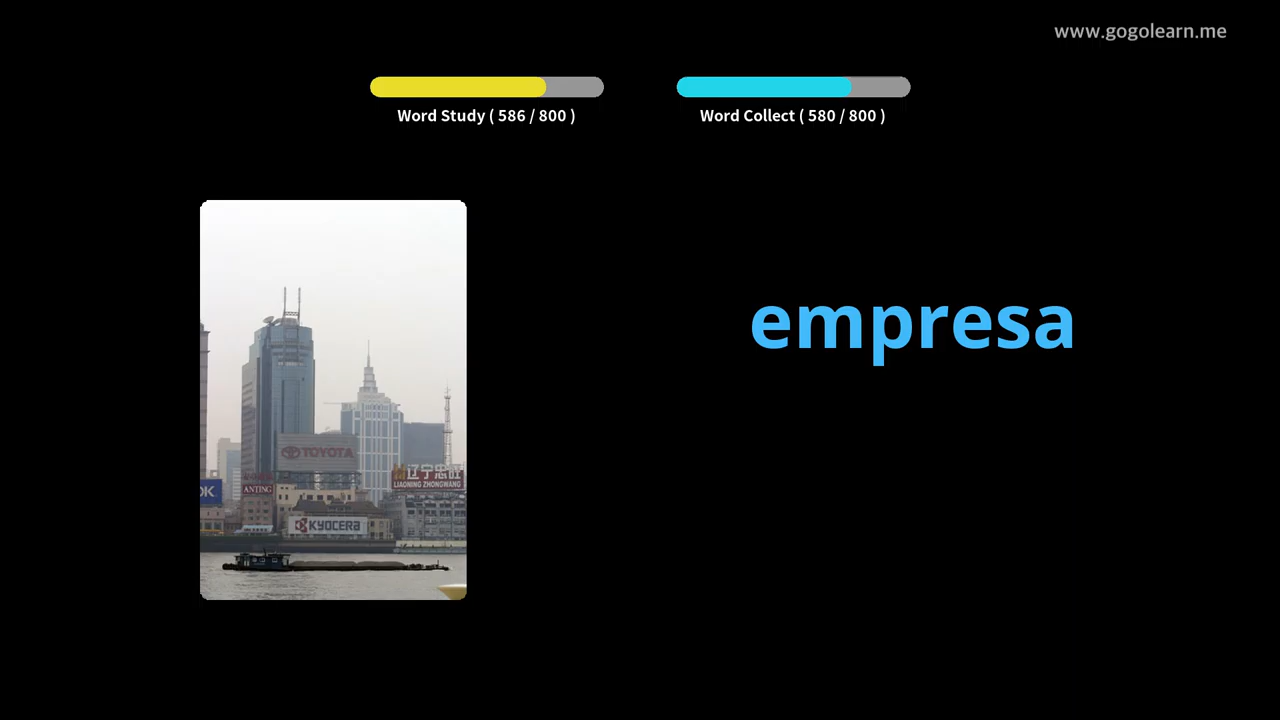 www.gogolearn.me
Word Study ( 586 / 800 )
Word Collect ( 580 / 800 )
empresa
TOYOTA
辽宁忠旺
LIAONING ZHONGWANG
OK
ANTING
KYOCERA